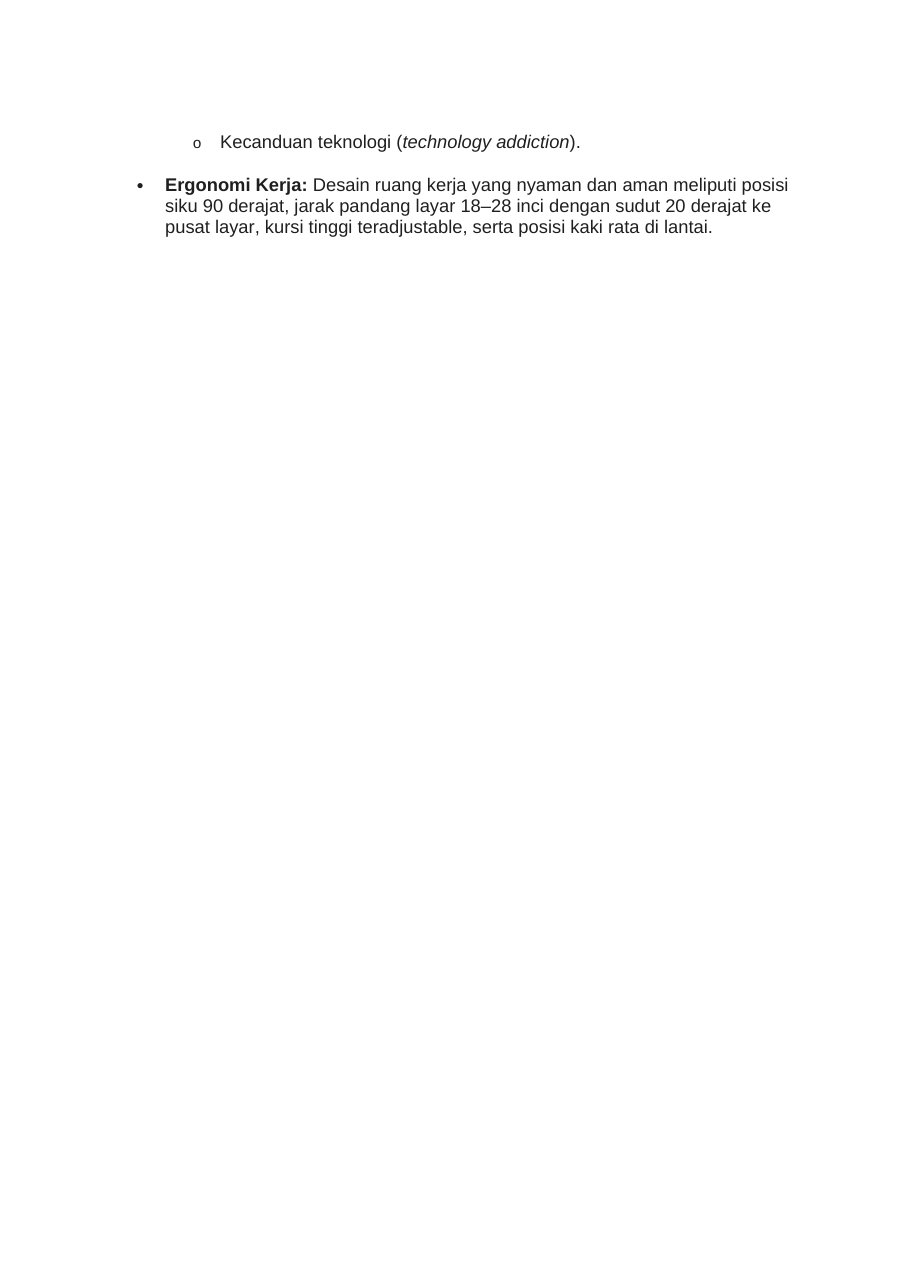 o Kecanduan teknologi (technology addiction).
• Ergonomi Kerja: Desain ruang kerja yang nyaman dan aman meliputi posisi
siku 90 derajat, jarak pandang layar 18–28 inci dengan sudut 20 derajat ke
pusat layar, kursi tinggi teradjustable, serta posisi kaki rata di lantai.